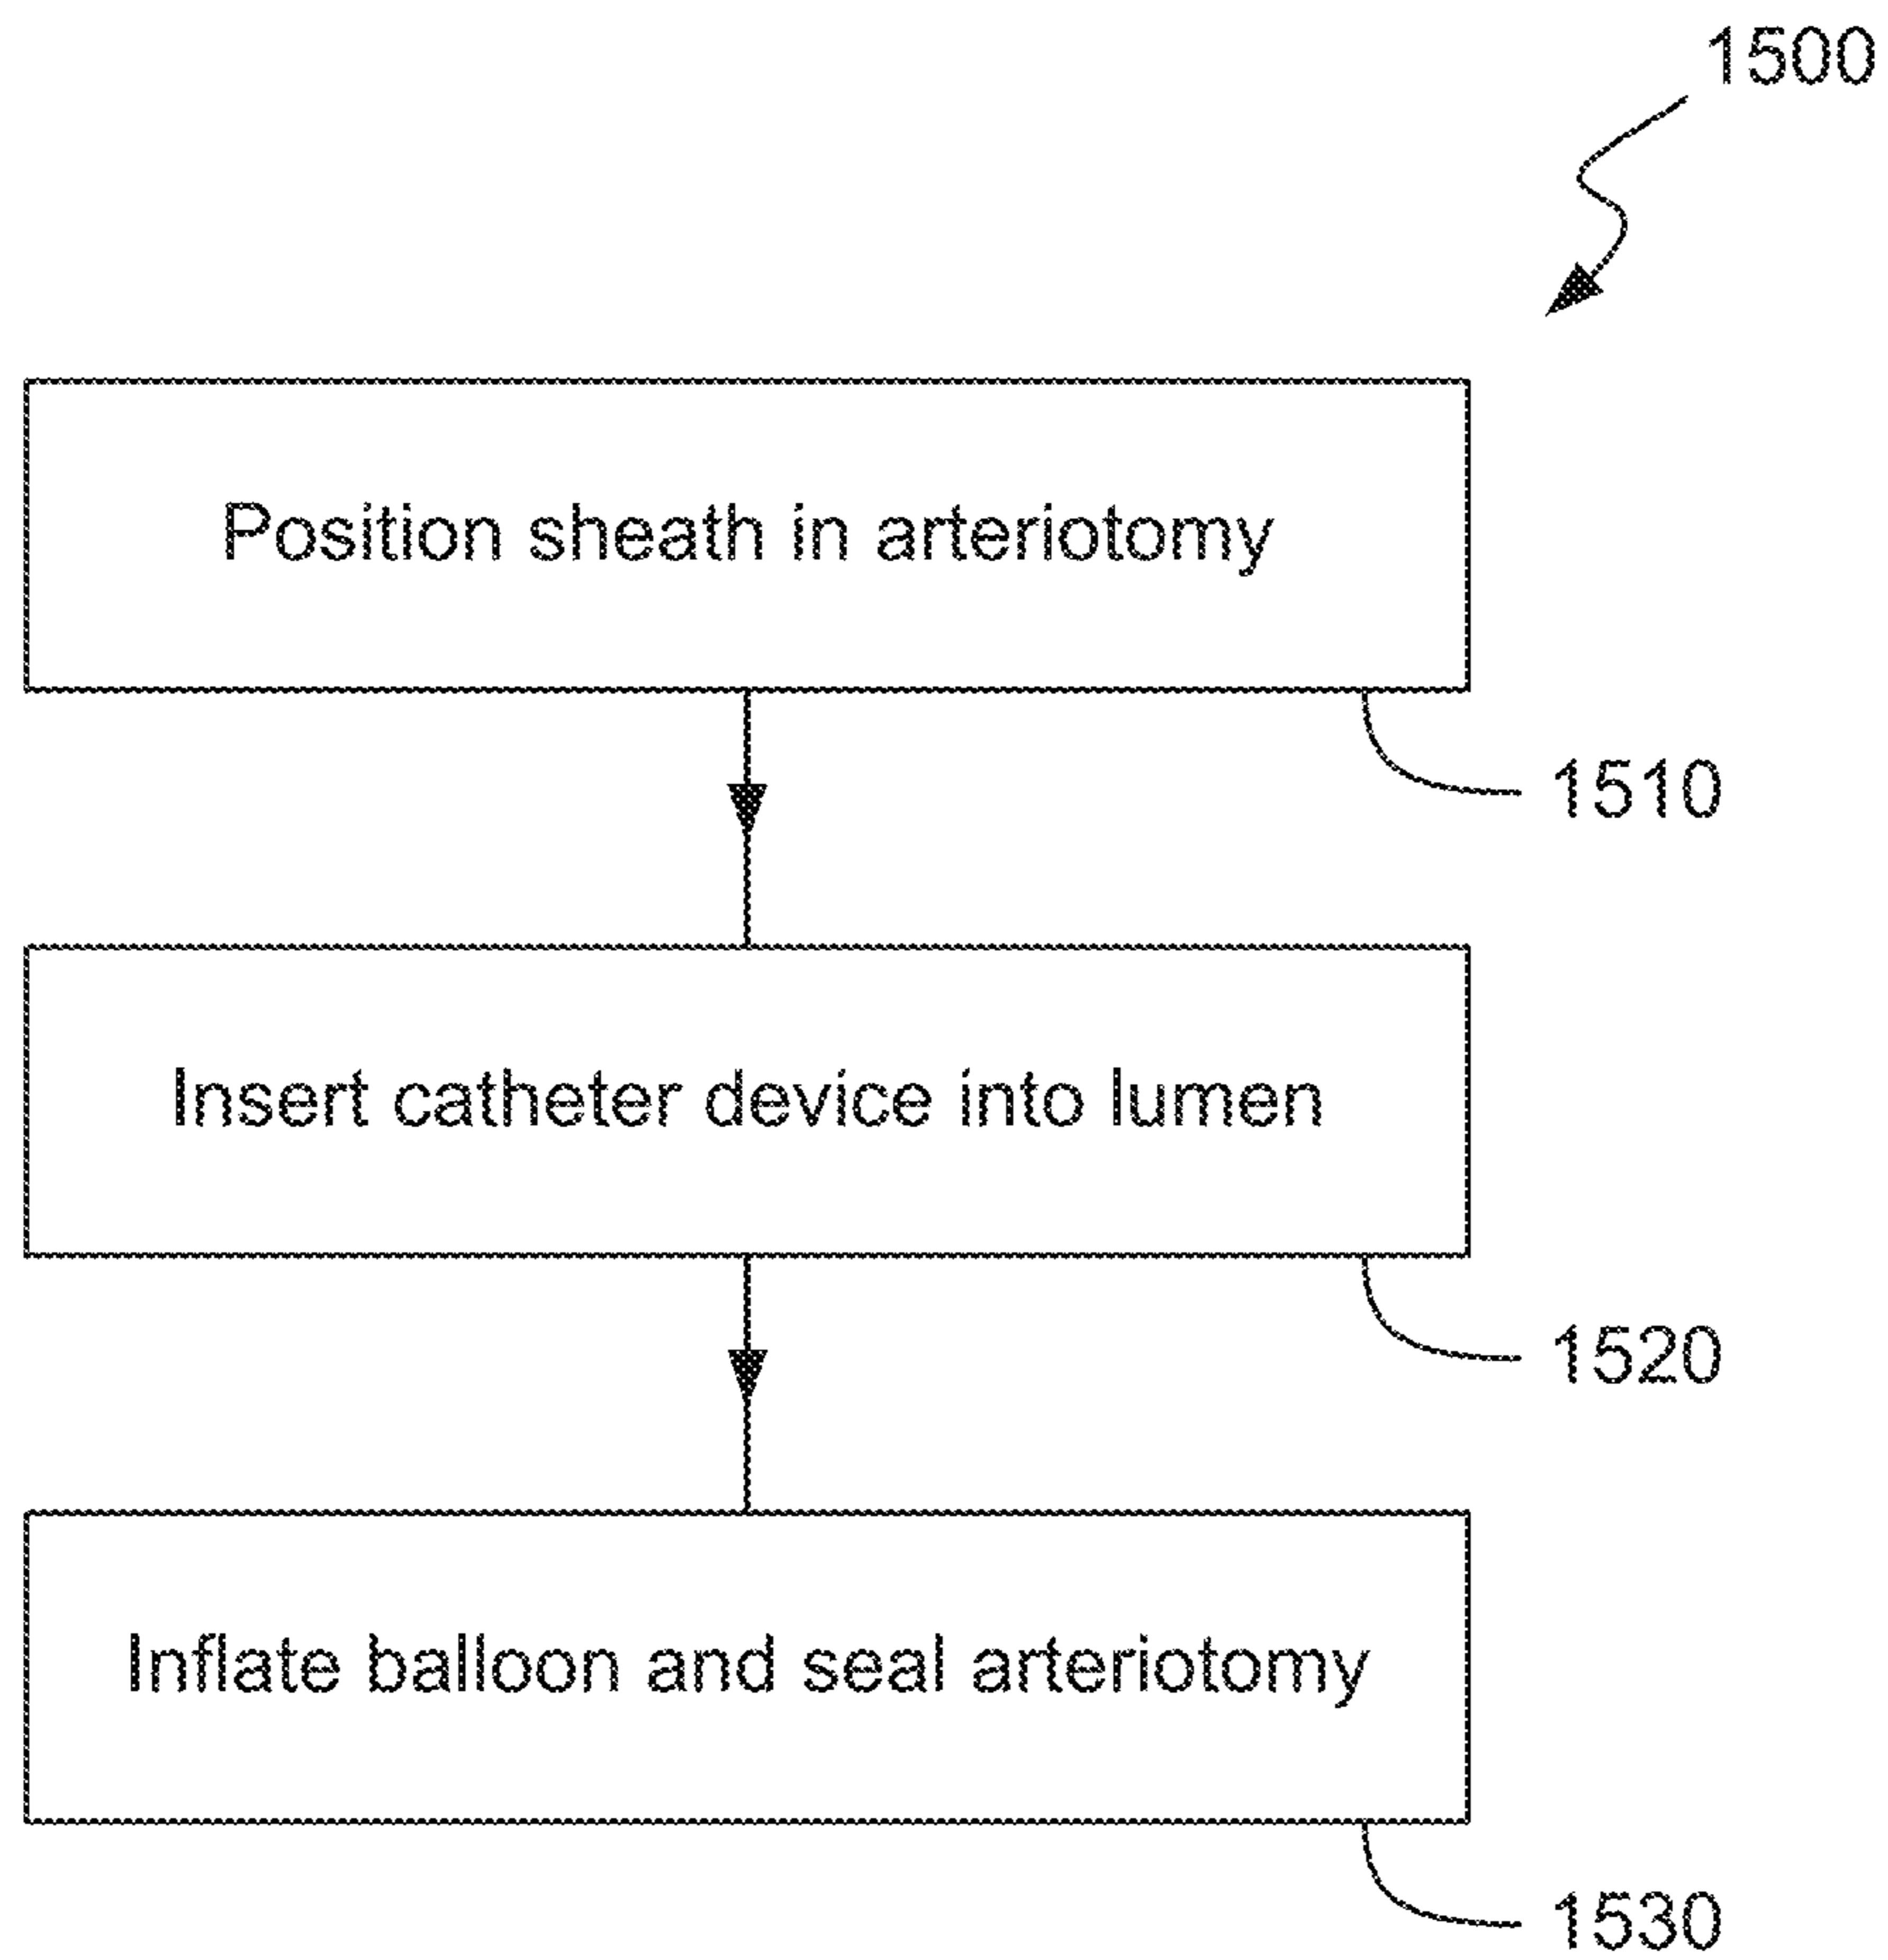 1500
Position sheath in arteriotomy
1510
Insert catheter device into lumen
1520
Inflate balloon and seal arteriotomy
1530